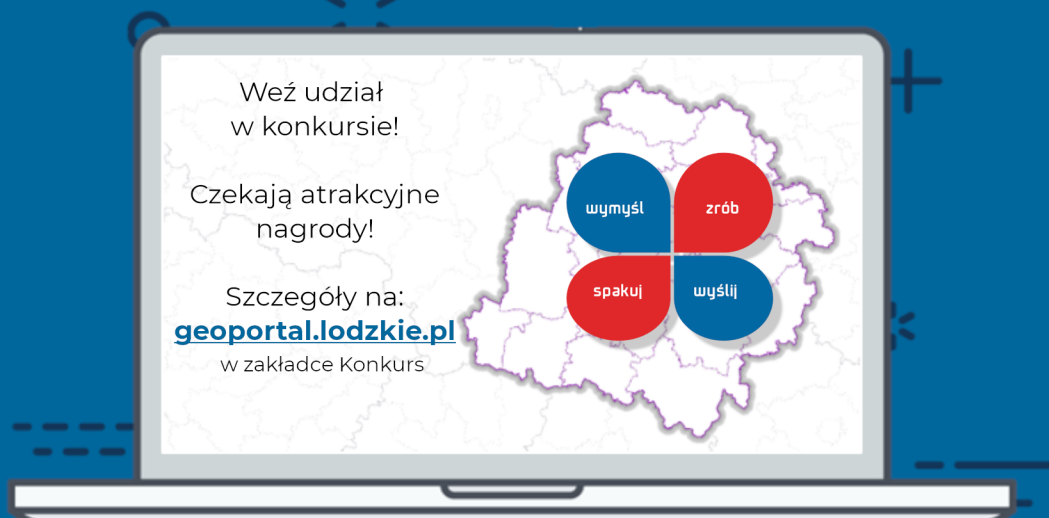 Weź udział
w konkursie!
Czekają atrakcyjne
nagrody!
Szczegóły na:
geoportal.lodzkie.pl
w zakładce Konkurs
wymyśl
zrób
spakuj
wyślij